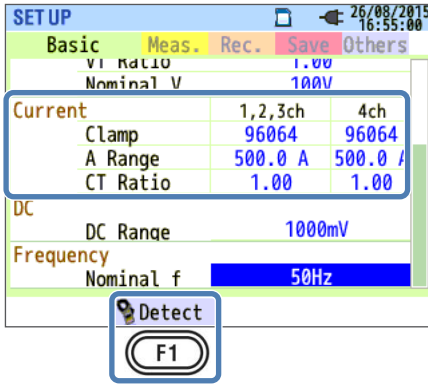 SET UP 26/08/2015
16:55:00
Basic Meas. Rec. Save Others
VT Ratio 1.00
Nominal V 100V
Current 1,2,3ch 4ch
Clamp 96064 96064
A Range 500.0 A 500.0 A
CT Ratio 1.00 1.00
DC
DC Range 1000mV
Frequency
Nominal f 50Hz
Detect
F1